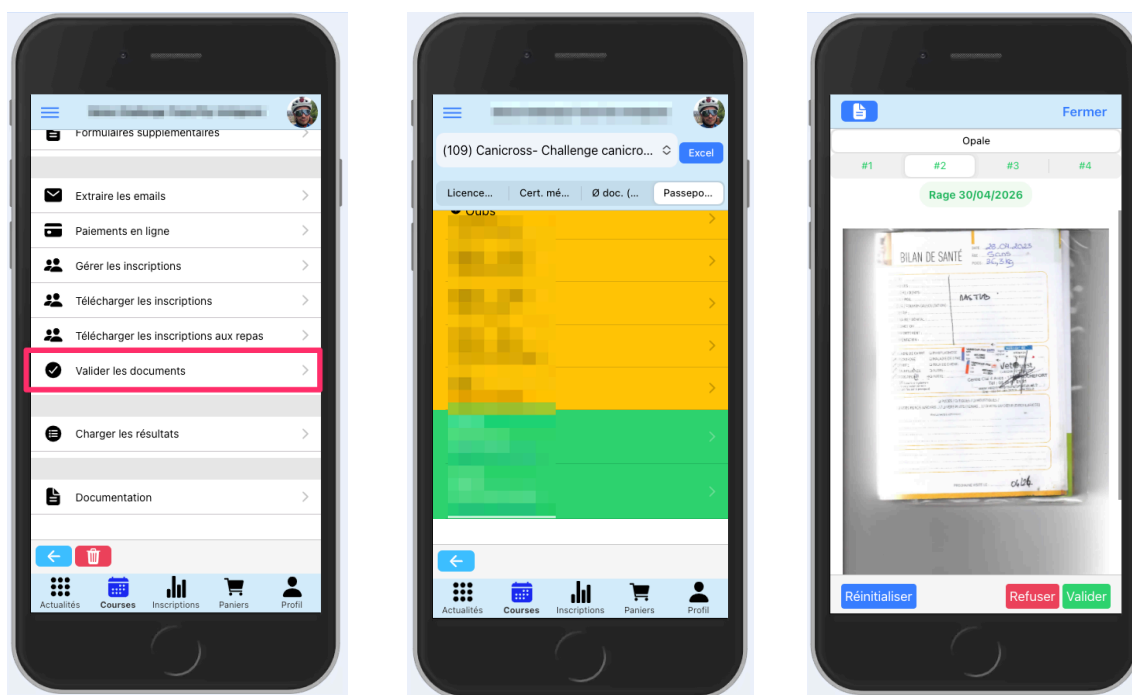 Formulaires supplémentaires
Extraire les emails
Paiements en ligne
Gérer les inscriptions
Télécharger les inscriptions
Télécharger les inscriptions aux repas
Valider les documents
Charger les résultats
Documentation
Actualités Courses Inscriptions Paniers Profil
(109) Canicross- Challenge canicro...
Excel
Licence... Cert. mé... Ø doc. (... Passepo...
Oups
Actualités Courses Inscriptions Paniers Profil
Fermer
Opale
#1 #2 #3 #4
Rage 30/04/2026
BILAN DE SANTÉ
Réinitialiser Refuser Valider